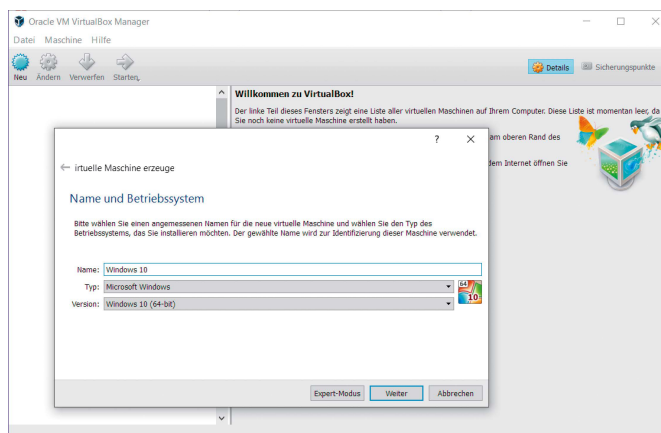 Oracle VM VirtualBox Manager
Datei Maschine Hilfe
Neu Ändern Verwerfen Starten,
Details Sicherungspunkte
Willkommen zu VirtualBox!
Der linke Teil dieses Fensters zeigt eine Liste aller virtuellen Maschinen auf Ihrem Computer. Diese Liste ist momentan leer, da
Sie noch keine virtuelle Maschine erstellt haben.
am oberen Rand des
dem Internet öffnen Sie
irtuelle Maschine erzeuge
Name und Betriebssystem
Bitte wählen Sie einen angemessenen Namen für die neue virtuelle Maschine und wählen Sie den Typ des
Betriebssystems, das Sie installieren möchten. Der gewählte Name wird zur Identifizierung dieser Maschine verwendet.
Name: Windows 10
Typ: Microsoft Windows
64
10
Version: Windows 10 (64-bit)
Expert-Modus Weiter Abbrechen